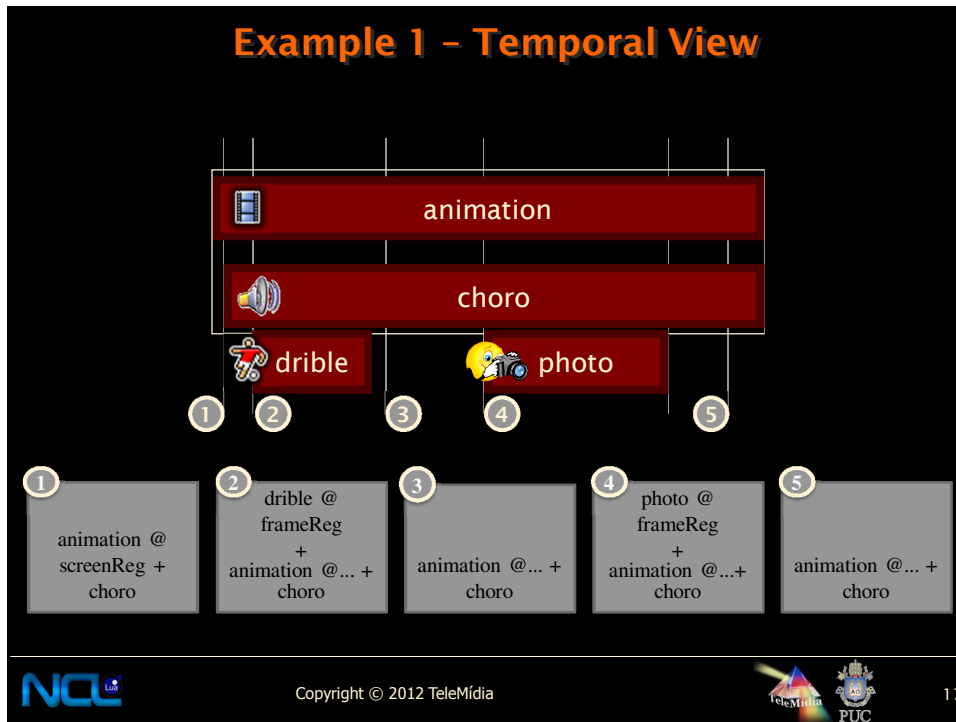 Example 1 – Temporal View
animation
choro
drible
photo
1
2
3
4
5
1
animation @
screenReg +
choro
2
drible @
frameReg
+
animation @... +
choro
3
animation @... +
choro
4
photo @
frameReg
+
animation @...+
choro
5
animation @... +
choro
NCL
Lua
Copyright © 2012 TeleMídia
TeleMídia
PUC